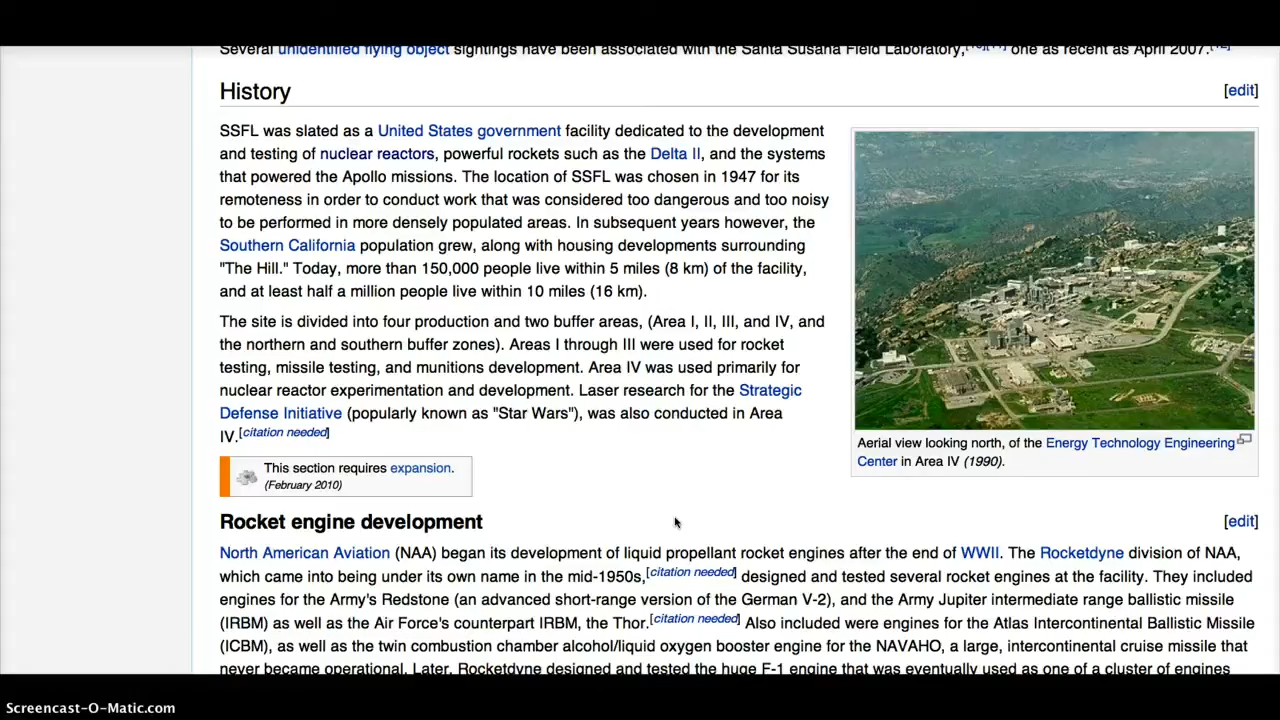 Several unidentified flying object sightings have been associated with the Santa Susana Field Laboratory,[10][11] one as recent as April 2007.[12]
History
[edit]
SSFL was slated as a United States government facility dedicated to the development
and testing of nuclear reactors, powerful rockets such as the Delta II, and the systems
that powered the Apollo missions. The location of SSFL was chosen in 1947 for its
remoteness in order to conduct work that was considered too dangerous and too noisy
to be performed in more densely populated areas. In subsequent years however, the
Southern California population grew, along with housing developments surrounding
"The Hill." Today, more than 150,000 people live within 5 miles (8 km) of the facility,
and at least half a million people live within 10 miles (16 km).
The site is divided into four production and two buffer areas, (Area I, II, III, and IV, and
the northern and southern buffer zones). Areas I through III were used for rocket
testing, missile testing, and munitions development. Area IV was used primarily for
nuclear reactor experimentation and development. Laser research for the Strategic
Defense Initiative (popularly known as "Star Wars"), was also conducted in Area
IV.[citation needed]
Aerial view looking north, of the Energy Technology Engineering
Center in Area IV (1990).
This section requires expansion.
(February 2010)
Rocket engine development
[edit]
North American Aviation (NAA) began its development of liquid propellant rocket engines after the end of WWII. The Rocketdyne division of NAA,
which came into being under its own name in the mid-1950s,[citation needed] designed and tested several rocket engines at the facility. They included
engines for the Army's Redstone (an advanced short-range version of the German V-2), and the Army Jupiter intermediate range ballistic missile
(IRBM) as well as the Air Force's counterpart IRBM, the Thor.[citation needed] Also included were engines for the Atlas Intercontinental Ballistic Missile
(ICBM), as well as the twin combustion chamber alcohol/liquid oxygen booster engine for the NAVAHO, a large, intercontinental cruise missile that
never became operational. Later, Rocketdyne designed and tested the huge F-1 engine that was eventually used as one of a cluster of engines
Screencast-O-Matic.com